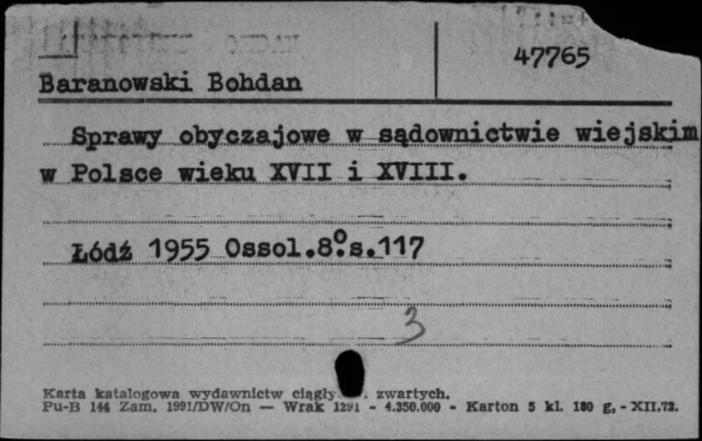 47765
Baranowski Bohdan
Sprawy obyczajowe w sądownictwie wiejskim
w Polsce wieku XVII i XVIII.
Łódź 1955 Ossol.8°.s.117
3
Karta katalogowa wydawnictw zwartych.
Pu-B 144 Zam. 1991/DW/On — Wrak 1291 - 4.350.000 - Karton 5 kl. 180 g, - XII.72.